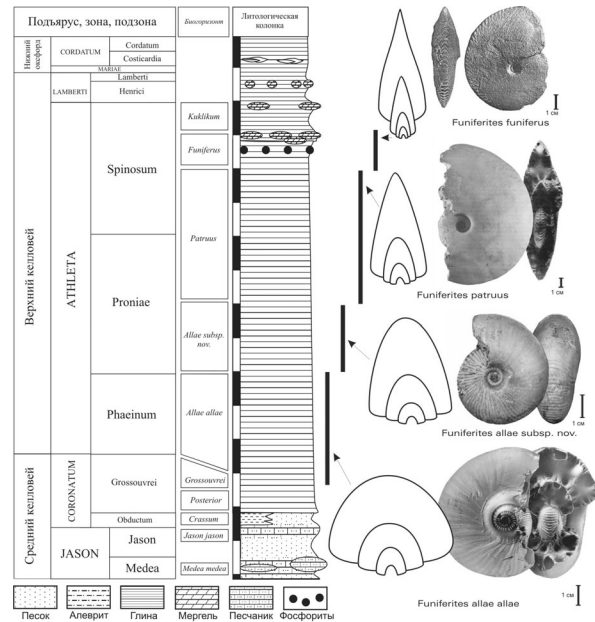 Подъярус, зона, подзона
Биогоризонт
Литологическая
колонка
Нижний
оксфорд
CORDATUM
Cordatum
Costicardia
MARIAE
Верхний келловей
LAMBERTI
Lamberti
Henrici
ATHLETA
Spinosum
Proniae
Phaeinum
Kuklikum
Funiferus
Patruus
Allae subsp.
nov.
Allae allae
Средний келловей
CORONATUM
Grossouvrei
Obductum
JASON
Jason
Medea
Grossouvrei
Posterior
Crassum
Jason jason
Medea medea
Funiferites funiferus
1 см
Funiferites patruus
1 см
Funiferites allae subsp. nov.
1 см
Funiferites allae allae
1 см
Песок
Алеврит
Глина
Мергель
Песчаник
Фосфориты